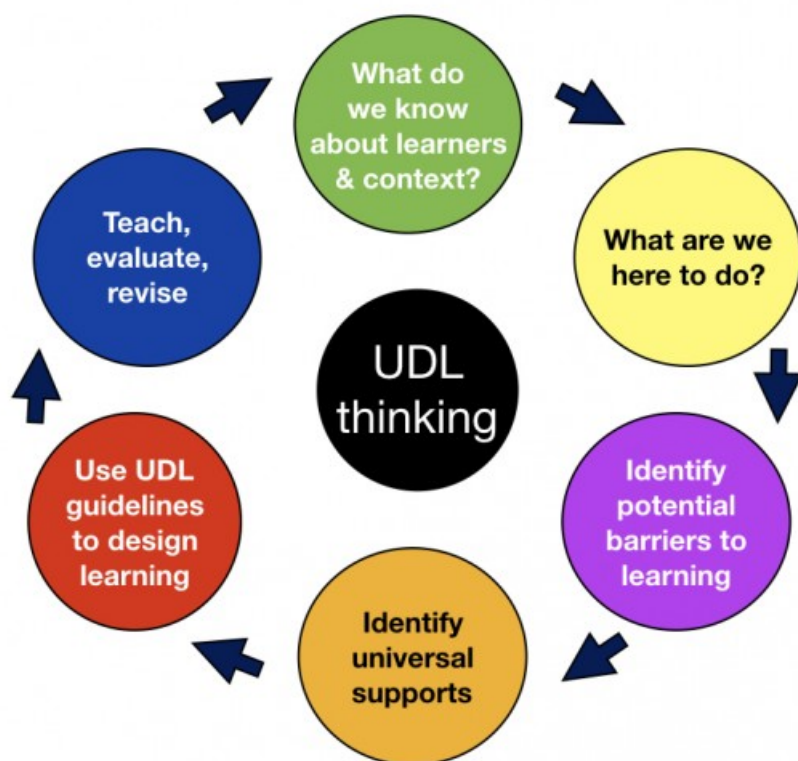 What do
we know
about learners
& context?
What are we
here to do?
Identify
potential
barriers to
learning
Identify
universal
supports
Use UDL
guidelines
to design
learning
Teach,
evaluate,
revise
UDL
thinking